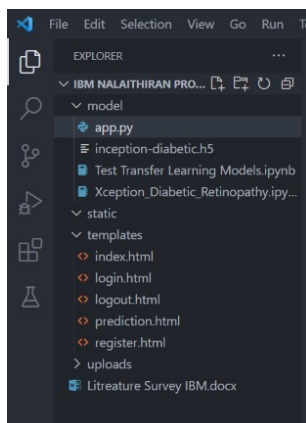 File Edit Selection View Go Run
EXPLORER
IBM NALAITHIRAN PRO...
model
app.py
inception-diabetic.h5
Test Transfer Learning Models.ipynb
Xception_Diabetic_Retinopathy.ipy...
static
templates
index.html
login.html
logout.html
prediction.html
register.html
uploads
Litreature Survey IBM.docx